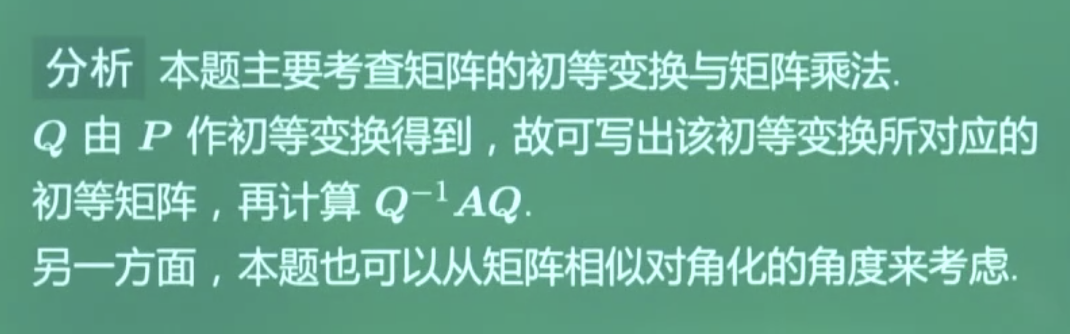 分析 本题主要考查矩阵的初等变换与矩阵乘法.
Q 由 P 作初等变换得到，故可写出该初等变换所对应的
初等矩阵，再计算 Q⁻¹AQ.
另一方面，本题也可以从矩阵相似对角化的角度来考虑.